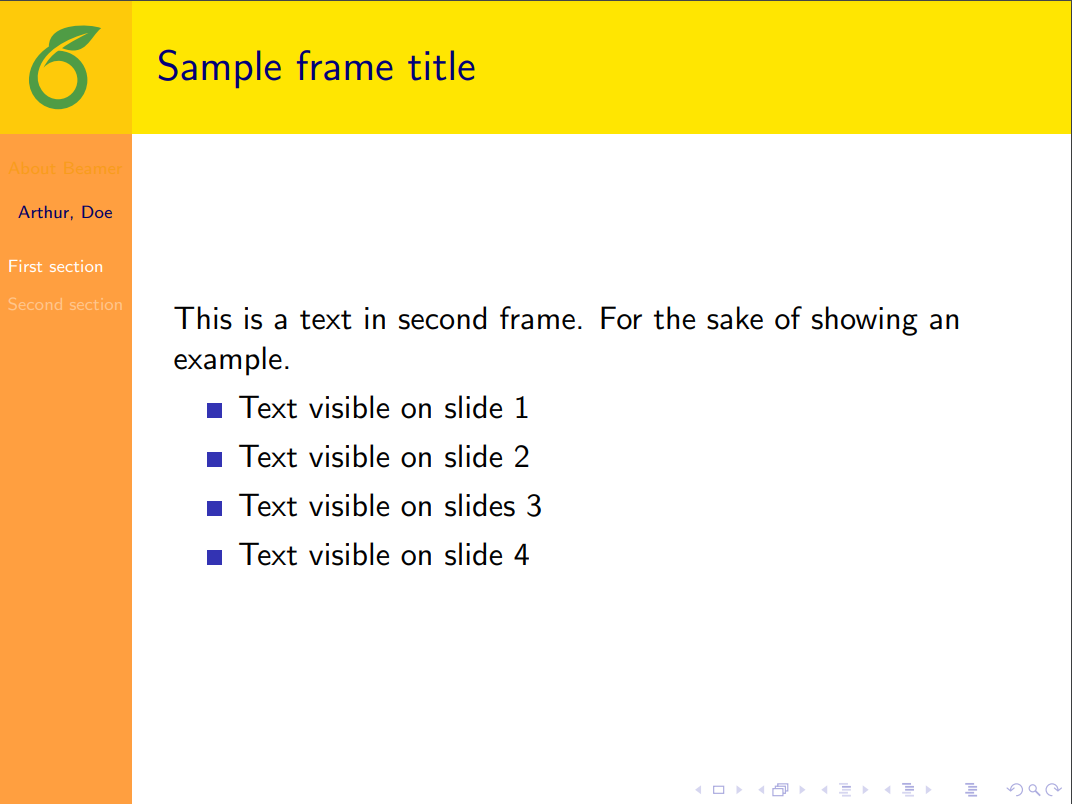 Sample frame title
About Beamer
Arthur, Doe
First section
Second section
This is a text in second frame. For the sake of showing an
example.
Text visible on slide 1
Text visible on slide 2
Text visible on slides 3
Text visible on slide 4